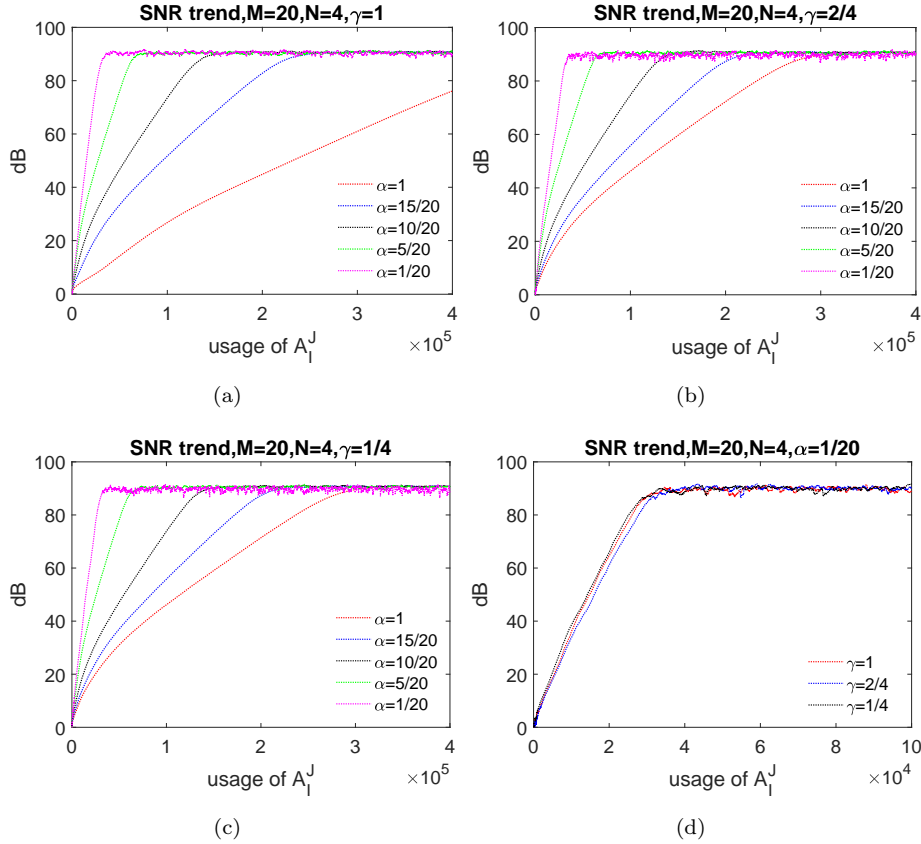 SNR trend,M=20,N=4,γ=1
100
80
60
40
20
0
dB
α=1
α=15/20
α=10/20
α=5/20
α=1/20
0 1 2 3 4
usage of A_I^J ×10^5
(a)
SNR trend,M=20,N=4,γ=2/4
100
80
60
40
20
0
dB
α=1
α=15/20
α=10/20
α=5/20
α=1/20
0 1 2 3 4
usage of A_I^J ×10^5
(b)
SNR trend,M=20,N=4,γ=1/4
100
80
60
40
20
0
dB
α=1
α=15/20
α=10/20
α=5/20
α=1/20
0 1 2 3 4
usage of A_I^J ×10^5
(c)
SNR trend,M=20,N=4,α=1/20
100
80
60
40
20
0
dB
γ=1
γ=2/4
γ=1/4
0 2 4 6 8 10
usage of A_I^J ×10^4
(d)